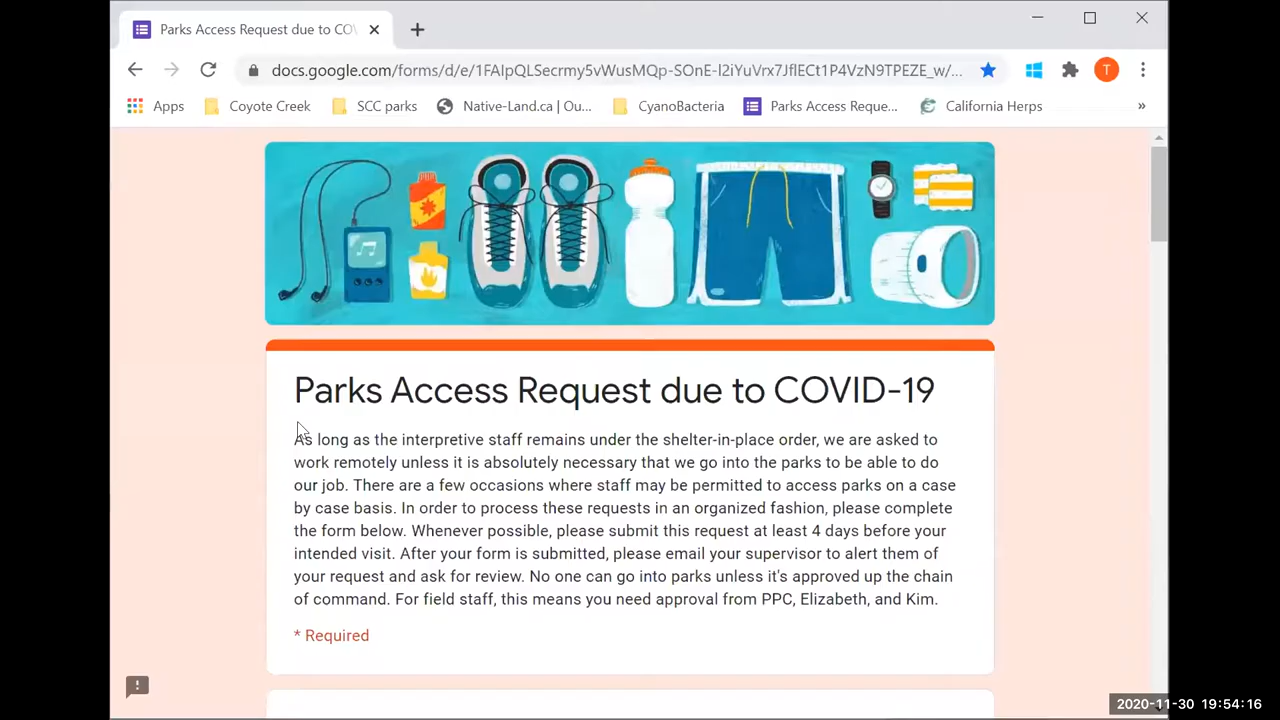 Parks Access Request due to CO
docs.google.com/forms/d/e/1FAIpQLSecrmy5vWusMQp-SOnE-l2iYuVrx7JflECt1P4VzN9TPEZE_w/...
T
Apps
Coyote Creek
SCC parks
Native-Land.ca | Ou...
CyanoBacteria
Parks Access Reque...
California Herps
»
Parks Access Request due to COVID-19
As long as the interpretive staff remains under the shelter-in-place order, we are asked to
work remotely unless it is absolutely necessary that we go into the parks to be able to do
our job. There are a few occasions where staff may be permitted to access parks on a case
by case basis. In order to process these requests in an organized fashion, please complete
the form below. Whenever possible, please submit this request at least 4 days before your
intended visit. After your form is submitted, please email your supervisor to alert them of
your request and ask for review. No one can go into parks unless it's approved up the chain
of command. For field staff, this means you need approval from PPC, Elizabeth, and Kim.
* Required
2020-11-30 19:54:16